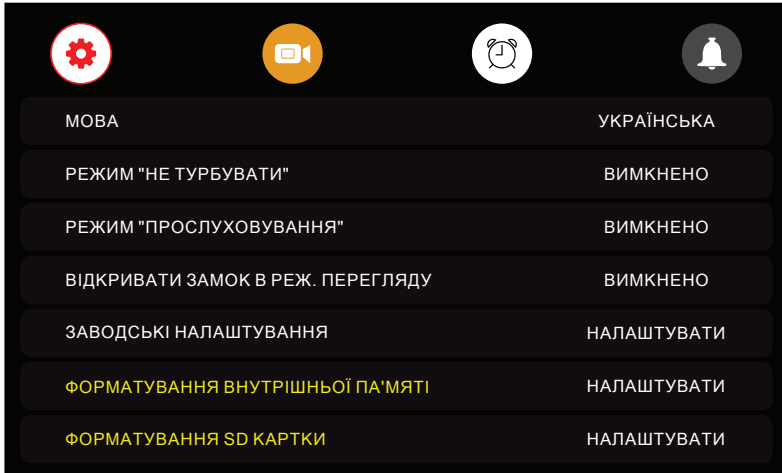 МОВА УКРАЇНСЬКА
РЕЖИМ "НЕ ТУРБУВАТИ" ВИМКНЕНО
РЕЖИМ "ПРОСЛУХОВУВАННЯ" ВИМКНЕНО
ВІДКРИВАТИ ЗАМОК В РЕЖ. ПЕРЕГЛЯДУ ВИМКНЕНО
ЗАВОДСЬКІ НАЛАШТУВАННЯ НАЛАШТУВАТИ
ФОРМАТУВАННЯ ВНУТРІШНЬОЇ ПА'МЯТІ НАЛАШТУВАТИ
ФОРМАТУВАННЯ SD КАРТКИ НАЛАШТУВАТИ